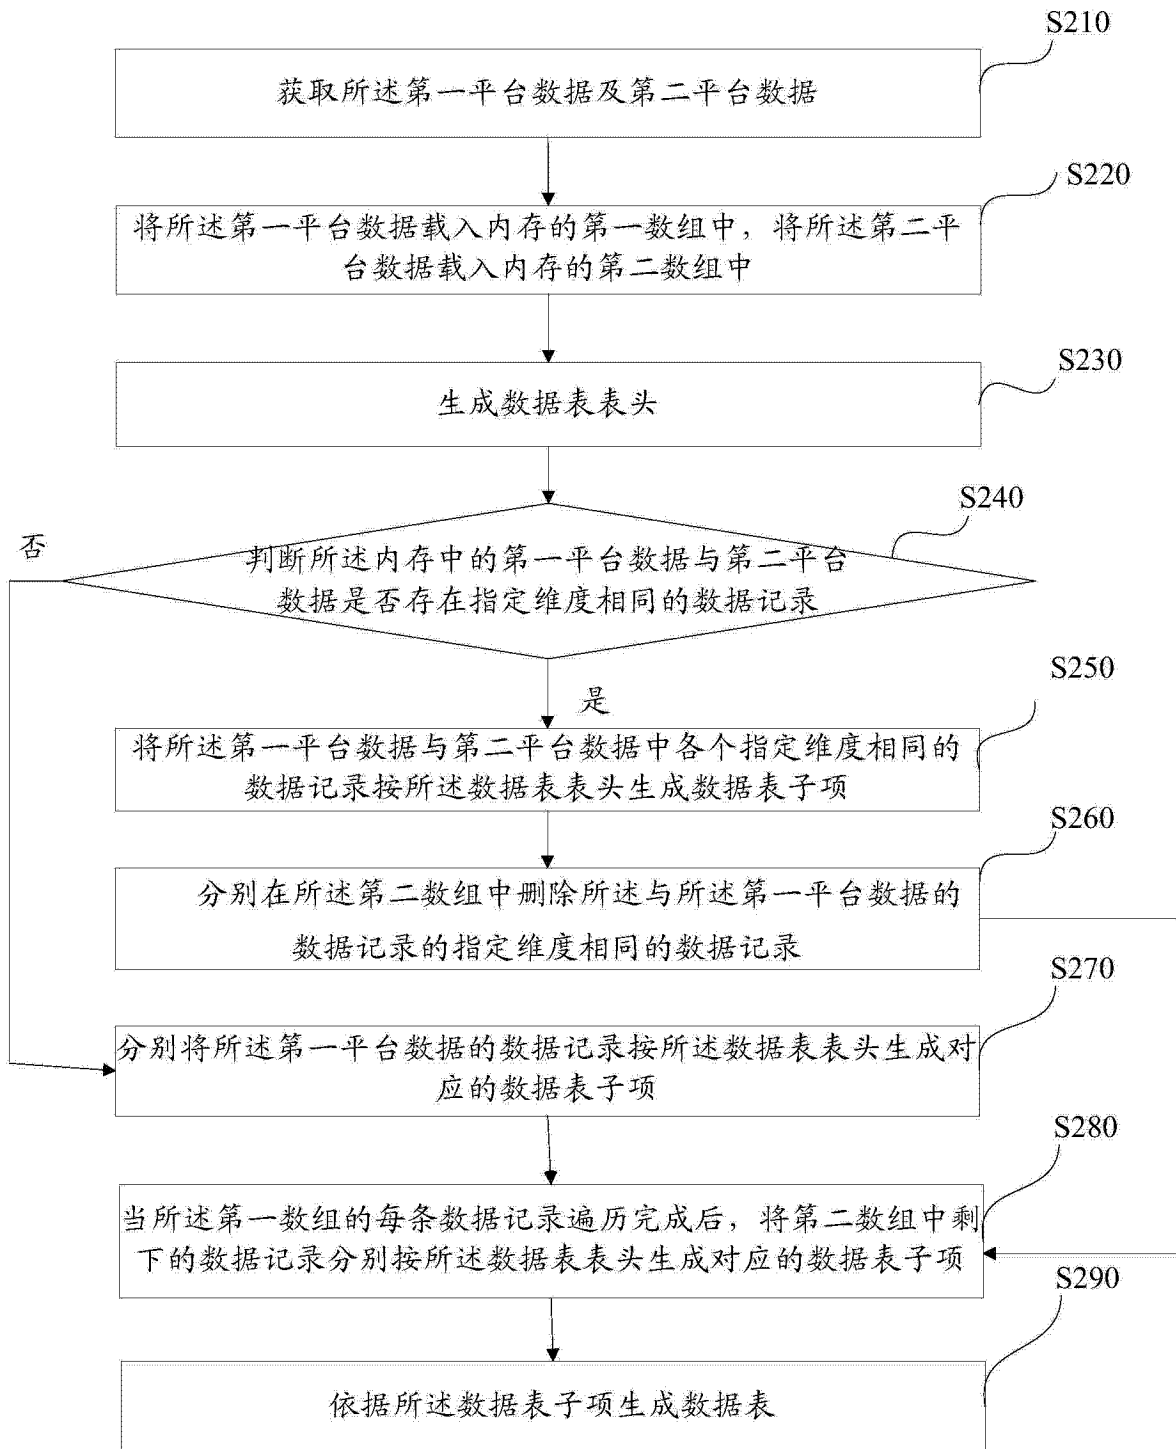 S210
获取所述第一平台数据及第二平台数据
S220
将所述第一平台数据载入内存的第一数组中，将所述第二平
台数据载入内存的第二数组中
S230
生成数据表表头
S240
否
判断所述内存中的第一平台数据与第二平台
数据是否存在指定维度相同的数据记录
S250
是
将所述第一平台数据与第二平台数据中各个指定维度相同的
数据记录按所述数据表表头生成数据表子项
S260
分别在所述第二数组中删除所述与所述第一平台数据的
数据记录的指定维度相同的数据记录
S270
分别将所述第一平台数据的数据记录按所述数据表表头生成对
应的数据表子项
S280
当所述第一数组的每条数据记录遍历完成后，将第二数组中剩
下的数据记录分别按所述数据表表头生成对应的数据表子项
S290
依据所述数据表子项生成数据表